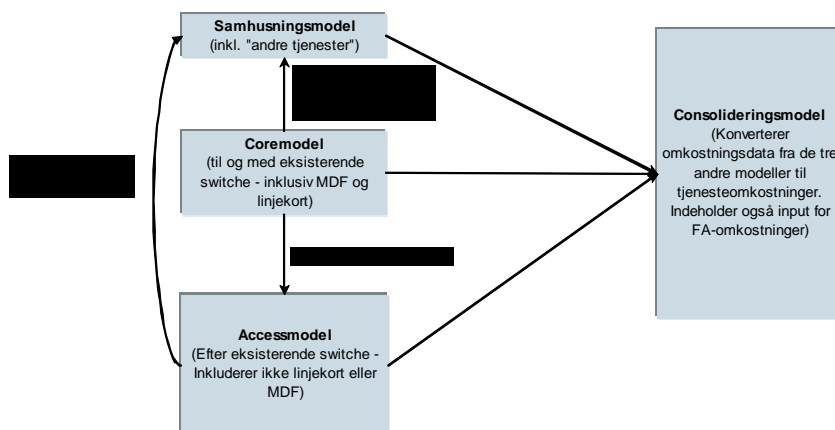 Samhusningsmodel
(inkl. "andre tjenester")
Coremodel
(til og med eksisterende
switche - inklusiv MDF og
linjekort)
Accessmodel
(Efter eksisterende switche -
Inkluderer ikke linjekort eller
MDF)
Consolideringsmodel
(Konverterer
omkostningsdata fra de tre
andre modeller til
tjenesteomkostninger.
Indeholder også input for
FA-omkostninger)